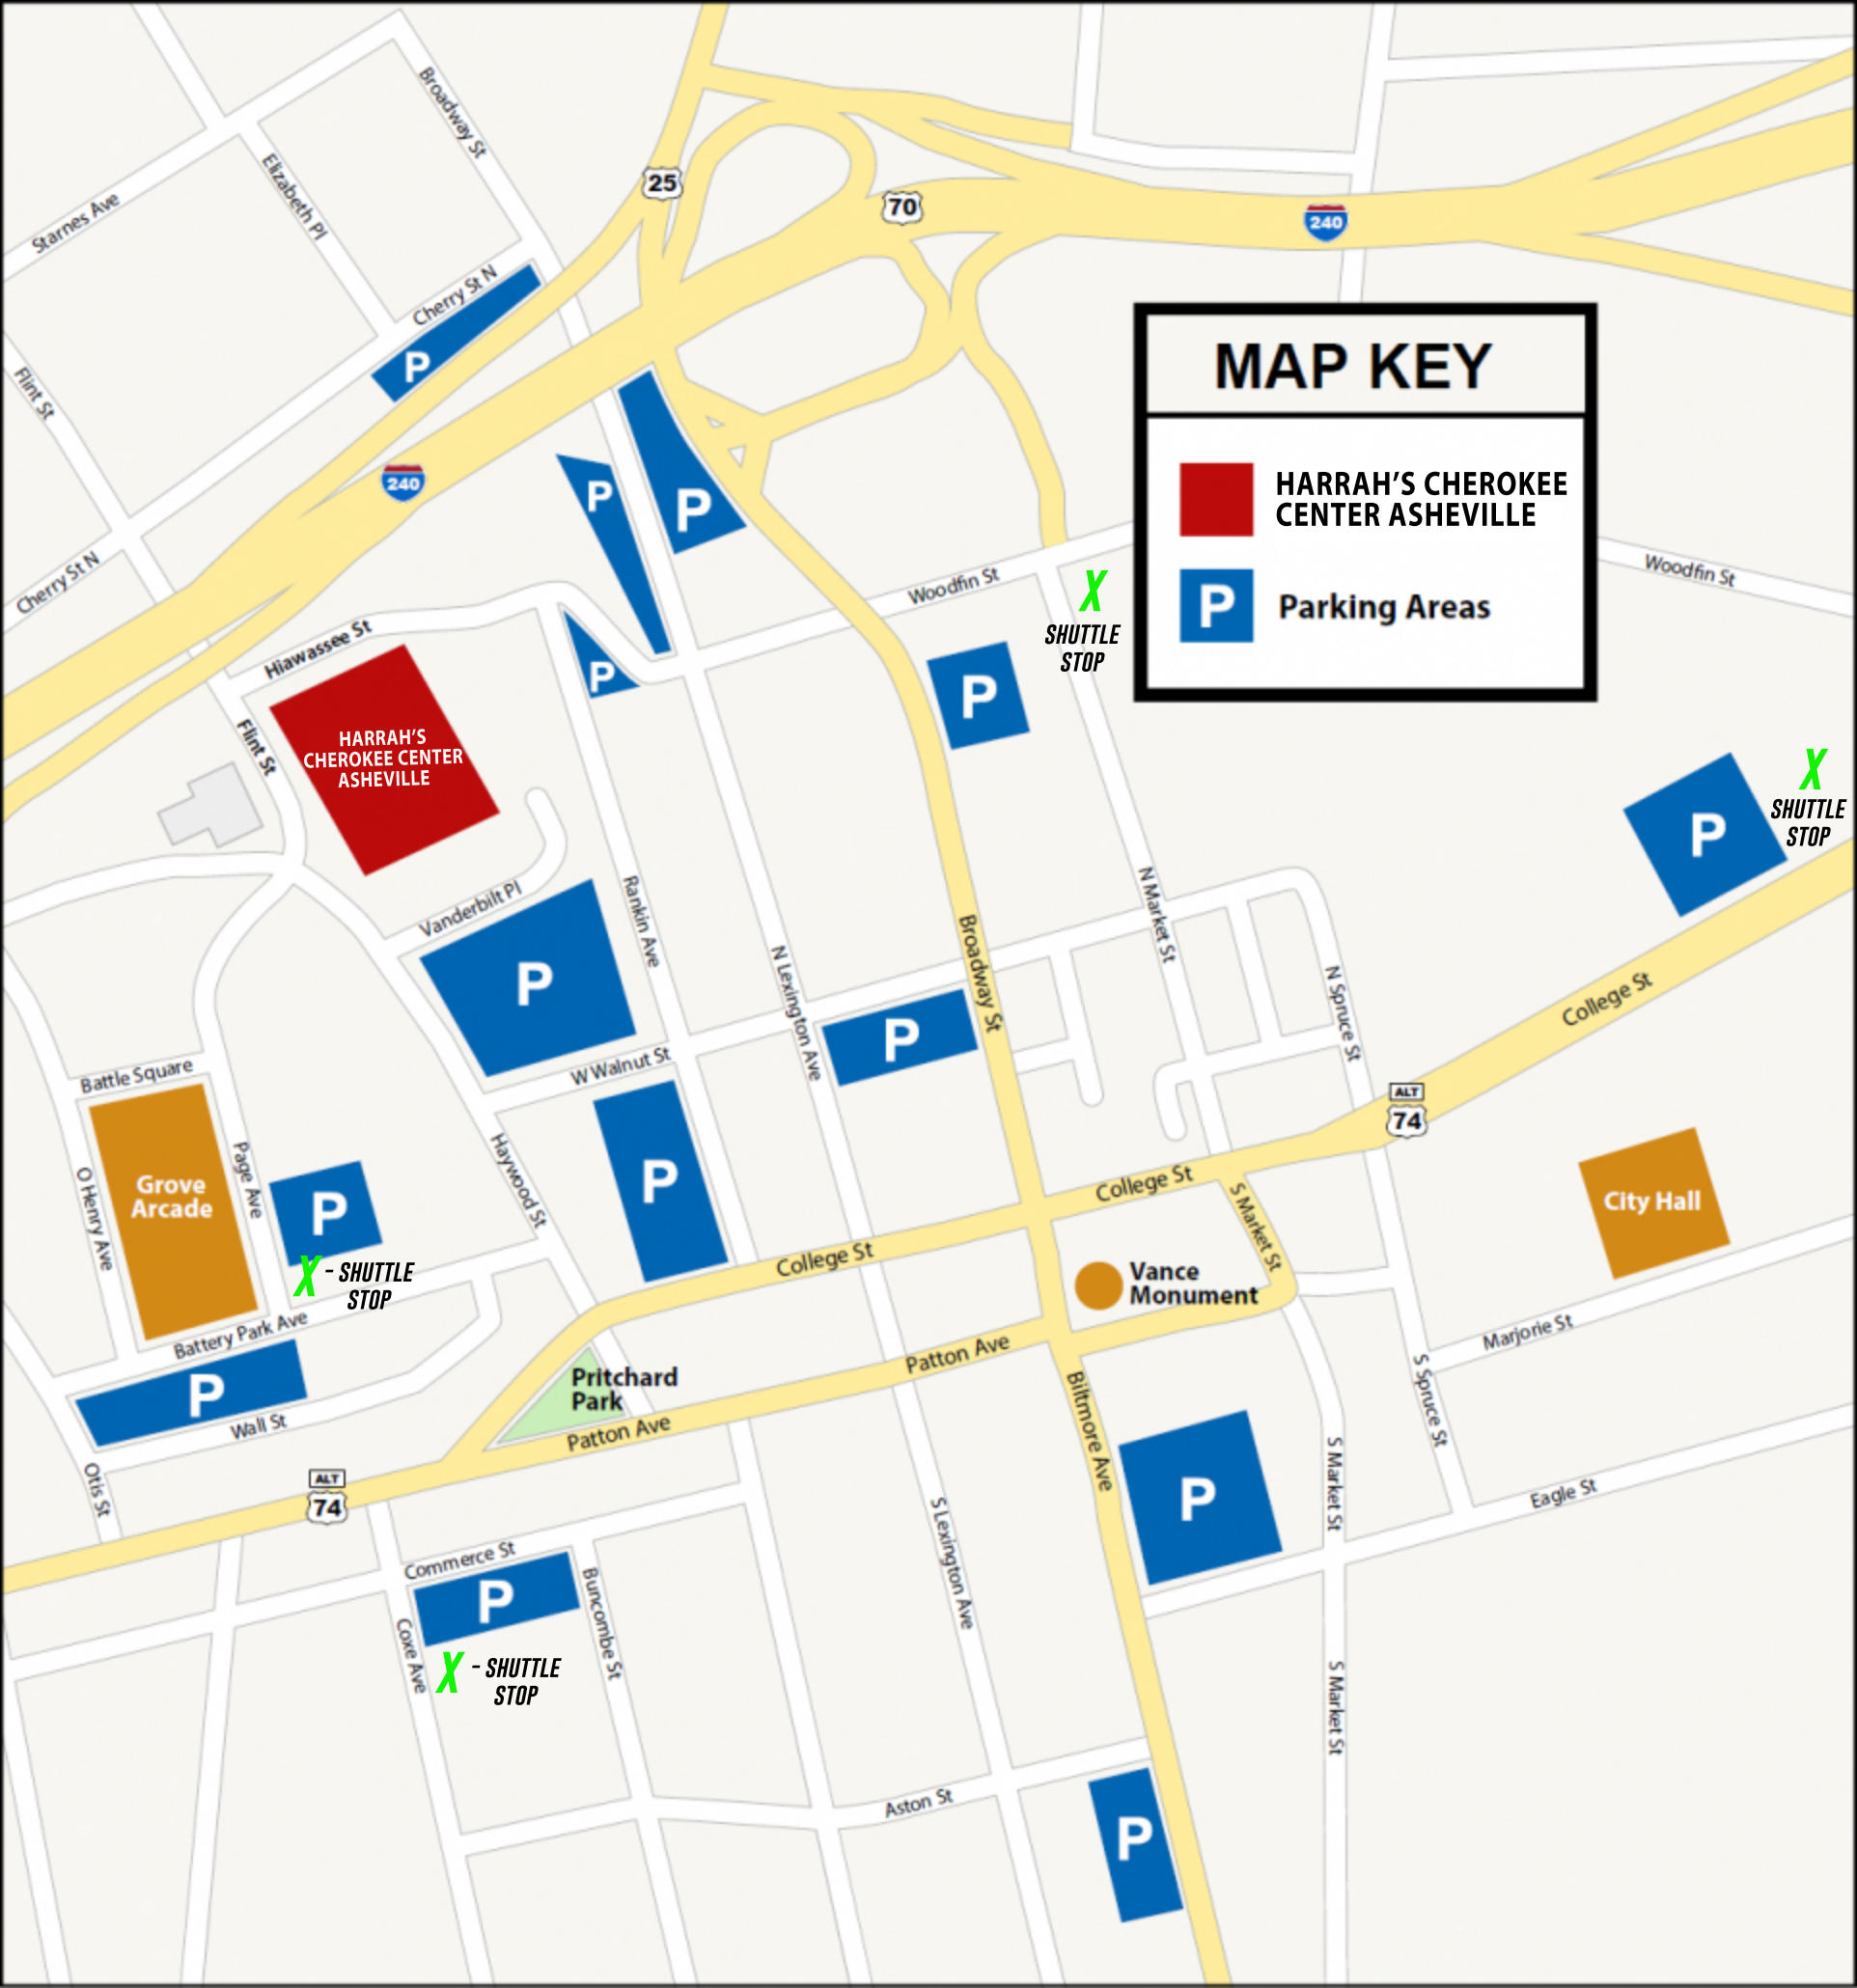 Broadway St
Starnes Ave
Elizabeth Pl
25
70
240
Cherry St N
P
Flint St
MAP KEY
HARRAH'S CHEROKEE
CENTER ASHEVILLE
P
Parking Areas
240
P
P
Cherry St N
Woodfin St
Woodfin St
X
SHUTTLE
STOP
Hiawassee St
P
P
Flint St
HARRAH'S
CHEROKEE CENTER
ASHEVILLE
X
SHUTTLE
STOP
P
Vanderbilt Pl
Rankin Ave
N Market St
P
N Lexington Ave
Broadway St
N Spruce St
College St
P
W Walnut St
Battle Square
ALT
74
O Henry Ave
Grove
Arcade
Page Ave
P
Haywood St
P
College St
S Market St
City Hall
X - SHUTTLE
STOP
College St
Vance
Monument
Battery Park Ave
Marjorie St
P
Pritchard
Park
Patton Ave
Wall St
Patton Ave
Biltmore Ave
S Spruce St
Otis St
ALT
74
P
S Market St
Eagle St
S Lexington Ave
Commerce St
P
Buncombe St
Coxe Ave
X - SHUTTLE
STOP
S Market St
Aston St
P